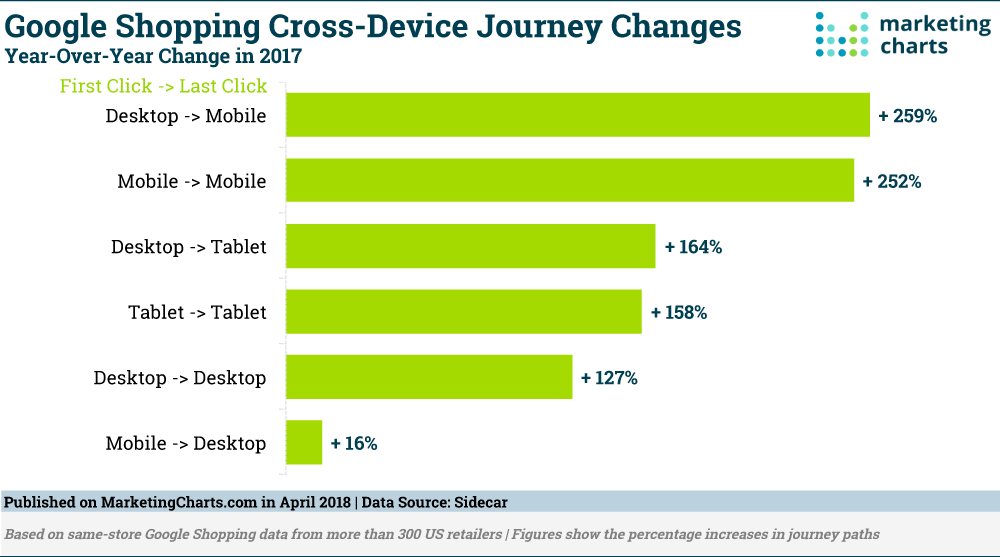 Google Shopping Cross-Device Journey Changes
Year-Over-Year Change in 2017
marketing
charts
First Click -> Last Click
Desktop -> Mobile
+ 259%
Mobile -> Mobile
+ 252%
Desktop -> Tablet
+ 164%
Tablet -> Tablet
+ 158%
Desktop -> Desktop
+ 127%
Mobile -> Desktop
+ 16%
Published on MarketingCharts.com in April 2018 | Data Source: Sidecar
Based on same-store Google Shopping data from more than 300 US retailers | Figures show the percentage increases in journey paths